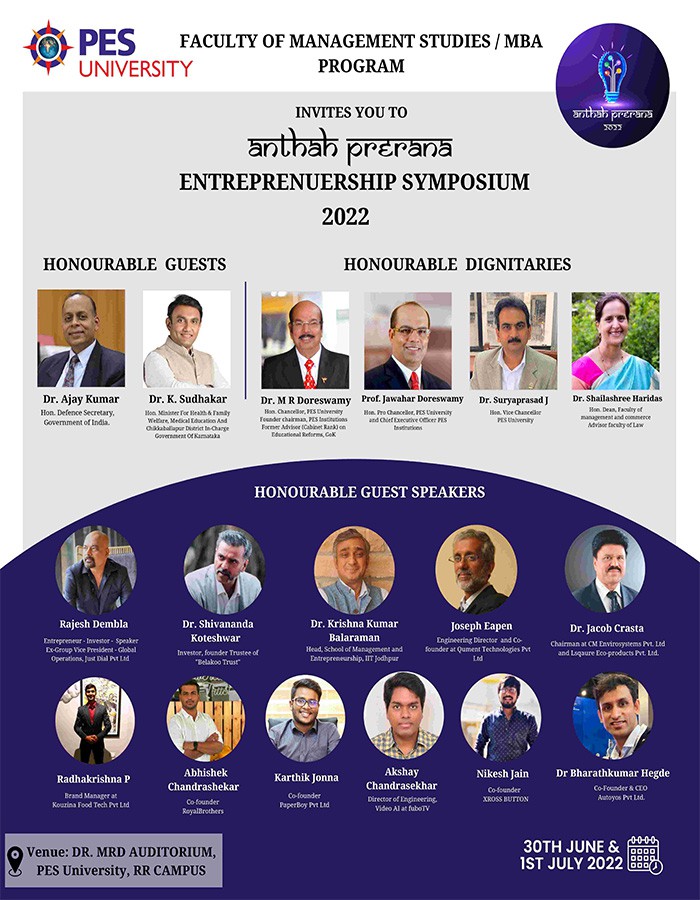 PES
UNIVERSITY
FACULTY OF MANAGEMENT STUDIES / MBA
PROGRAM
anthah prerana
2022
INVITES YOU TO
anthah prerana
ENTREPRENUERSHIP SYMPOSIUM
2022
HONOURABLE GUESTS
HONOURABLE DIGNITARIES
Dr. Ajay Kumar
Hon. Defence Secretary,
Government of India.
Dr. K. Sudhakar
Hon. Minister For Health & Family
Welfare, Medical Education And
Chikkaballapur District In-Charge
Government Of Karnataka
Dr. M R Doreswamy
Hon. Chancellor, PES University
Founder chairman, PES Institutions
Former Advisor (Cabinet Rank) on
Educational Reforms, GoK
Prof. Jawahar Doreswamy
Hon. Pro Chancellor, PES University
and Chief Executive Officer PES
Institutions
Dr. Suryaprasad J
Hon. Vice Chancellor
PES University
Dr. Shailashree Haridas
Hon. Dean, Faculty of
management and commerce
Advisor faculty of Law
HONOURABLE GUEST SPEAKERS
Rajesh Dembla
Entrepreneur - Investor - Speaker
Ex-Group Vice President - Global
Operations, Just Dial Pvt Ltd
Dr. Shivananda
Koteshwar
Investor, founder Trustee of
"Belakoo Trust"
Dr. Krishna Kumar
Balaraman
Head, School of Management and
Entrepreneurship, IIT Jodhpur
Joseph Eapen
Engineering Director and Co-
founder at Qument Technologies Pvt
Ltd
Dr. Jacob Crasta
Chairman at CM Envirosystems Pvt. Ltd
and Lsqaure Eco-products Pvt. Ltd.
Radhakrishna P
Brand Manager at
Kouzina Food Tech Pvt Ltd
Abhishek
Chandrashekar
Co-founder
RoyalBrothers
Karthik Jonna
Co-founder
PaperBoy Pvt Ltd
Akshay
Chandrasekhar
Director of Engineering,
Video AI at fuboTV
Nikesh Jain
Co-founder
XROSS BUTTON
Dr Bharathkumar Hegde
Co-Founder & CEO
Autoyos Pvt Ltd.
Venue: DR. MRD AUDITORIUM,
PES University, RR CAMPUS
30TH JUNE &
1ST JULY 2022